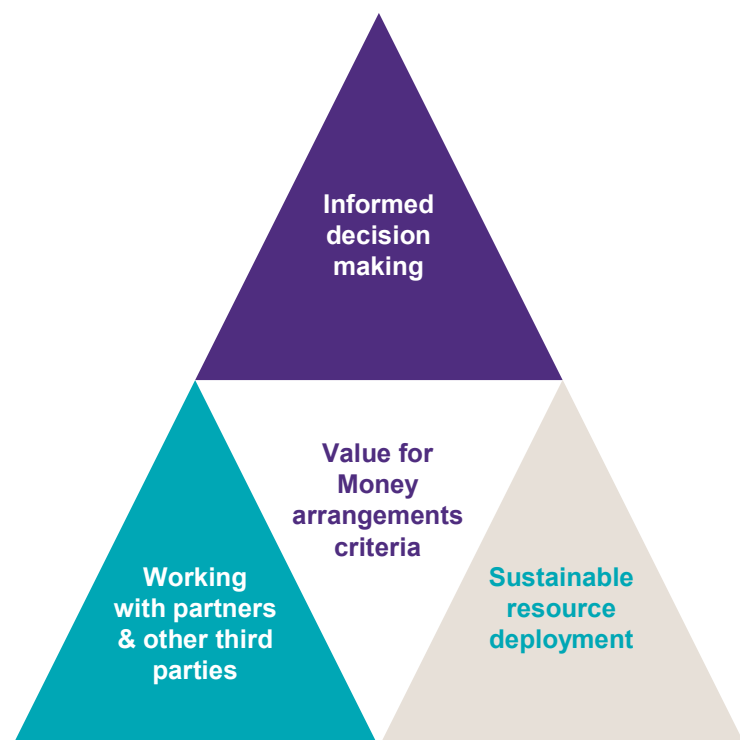 Informed
decision
making
Value for
Money
arrangements
criteria
Working
with partners
& other third
parties
Sustainable
resource
deployment